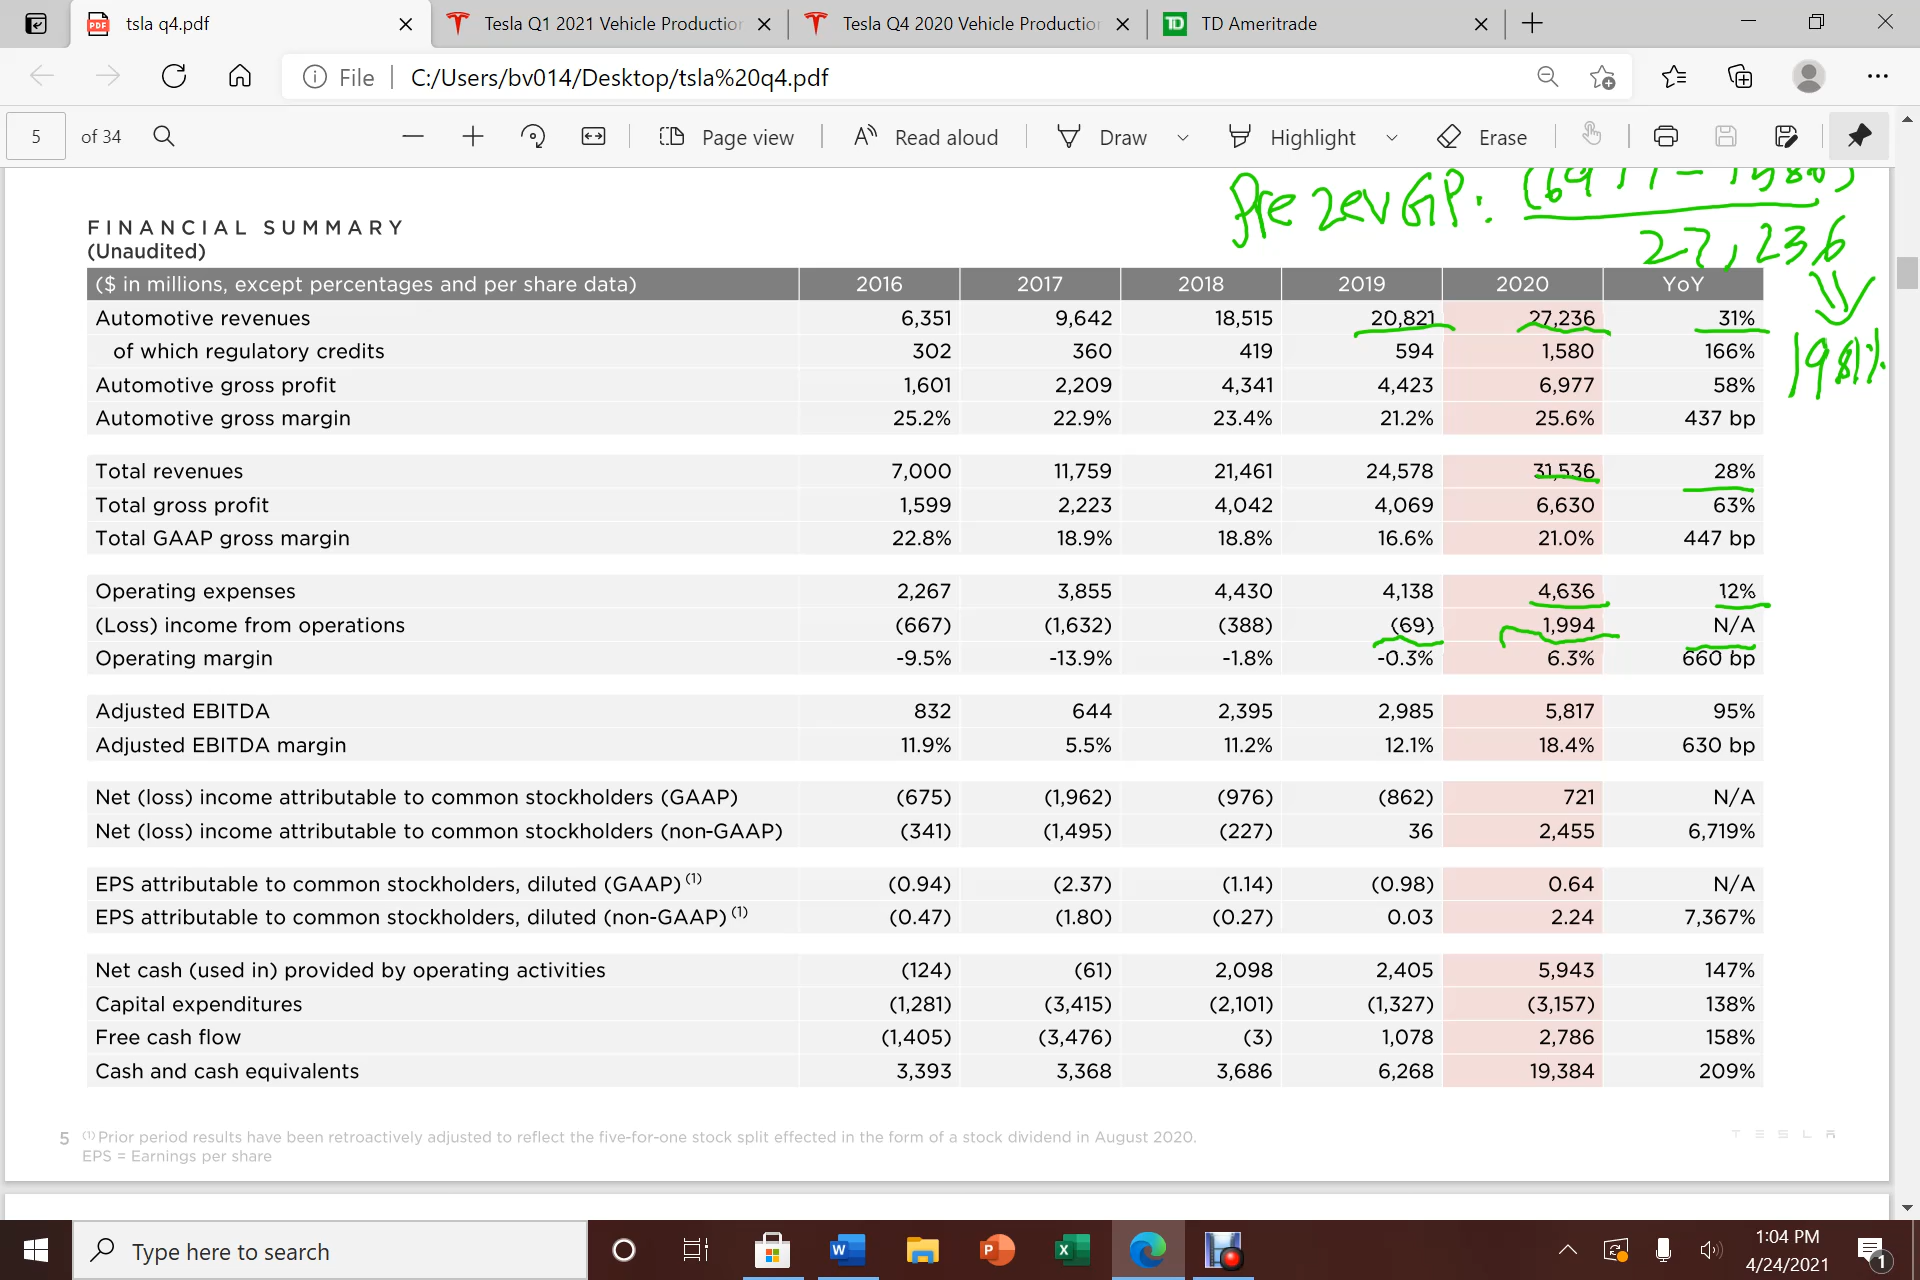 tsla q4.pdf
Tesla Q1 2021 Vehicle Production
Tesla Q4 2020 Vehicle Production
TD Ameritrade
File C:/Users/bv014/Desktop/tsla%20q4.pdf
5 of 34 Page view Read aloud Draw Highlight Erase
Pre zev GP:
27,236
FINANCIAL SUMMARY
(Unaudited)
($ in millions, except percentages and per share data) 2016 2017 2018 2019 2020 YoY
Automotive revenues 6,351 9,642 18,515 20,821 27,236 31%
of which regulatory credits 302 360 419 594 1,580 166%
Automotive gross profit 1,601 2,209 4,341 4,423 6,977 58%
Automotive gross margin 25.2% 22.9% 23.4% 21.2% 25.6% 437 bp
Total revenues 7,000 11,759 21,461 24,578 31,536 28%
Total gross profit 1,599 2,223 4,042 4,069 6,630 63%
Total GAAP gross margin 22.8% 18.9% 18.8% 16.6% 21.0% 447 bp
Operating expenses 2,267 3,855 4,430 4,138 4,636 12%
(Loss) income from operations (667) (1,632) (388) (69) 1,994 N/A
Operating margin -9.5% -13.9% -1.8% -0.3% 6.3% 660 bp
Adjusted EBITDA 832 644 2,395 2,985 5,817 95%
Adjusted EBITDA margin 11.9% 5.5% 11.2% 12.1% 18.4% 630 bp
Net (loss) income attributable to common stockholders (GAAP) (675) (1,962) (976) (862) 721 N/A
Net (loss) income attributable to common stockholders (non-GAAP) (341) (1,495) (227) 36 2,455 6,719%
EPS attributable to common stockholders, diluted (GAAP) (1) (0.94) (2.37) (1.14) (0.98) 0.64 N/A
EPS attributable to common stockholders, diluted (non-GAAP) (1) (0.47) (1.80) (0.27) 0.03 2.24 7,367%
Net cash (used in) provided by operating activities (124) (61) 2,098 2,405 5,943 147%
Capital expenditures (1,281) (3,415) (2,101) (1,327) (3,157) 138%
Free cash flow (1,405) (3,476) (3) 1,078 2,786 158%
Cash and cash equivalents 3,393 3,368 3,686 6,268 19,384 209%
5 (1) Prior period results have been retroactively adjusted to reflect the five-for-one stock split effected in the form of a stock dividend in August 2020.
EPS = Earnings per share
TESLA
Type here to search
1:04 PM
4/24/2021
1